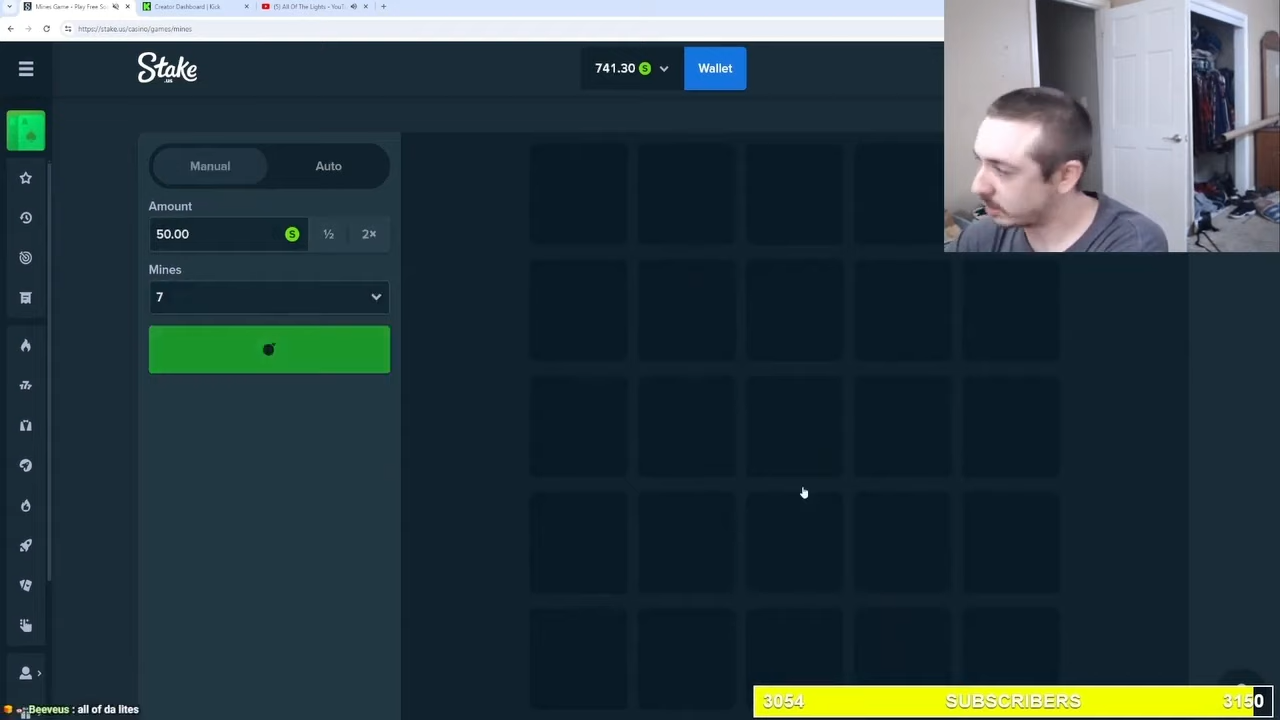 Mines Game - Play Free So
Creator Dashboard | Kick
(5) All Of The Lights - YouT
https://stake.us/casino/games/mines
Stake
.US
741.30 S
Wallet
Manual
Auto
Amount
50.00 S
½
2×
Mines
7
Beeveus : all of da lites
3054 SUBSCRIBERS 3150